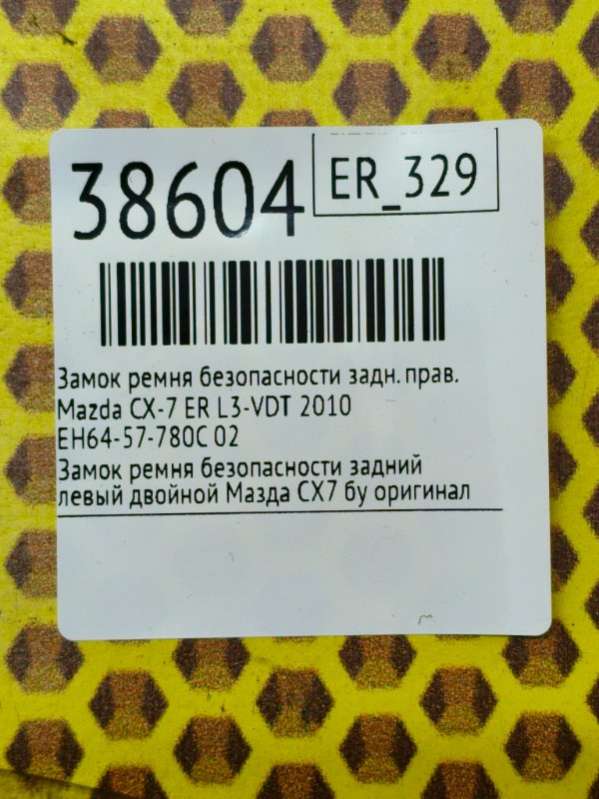 38604
ER_329
Замок ремня безопасности задн. прав.
Mazda CX-7 ER L3-VDT 2010
EH64-57-780C 02
Замок ремня безопасности задний
левый двойной Мазда СХ7 бу оригинал